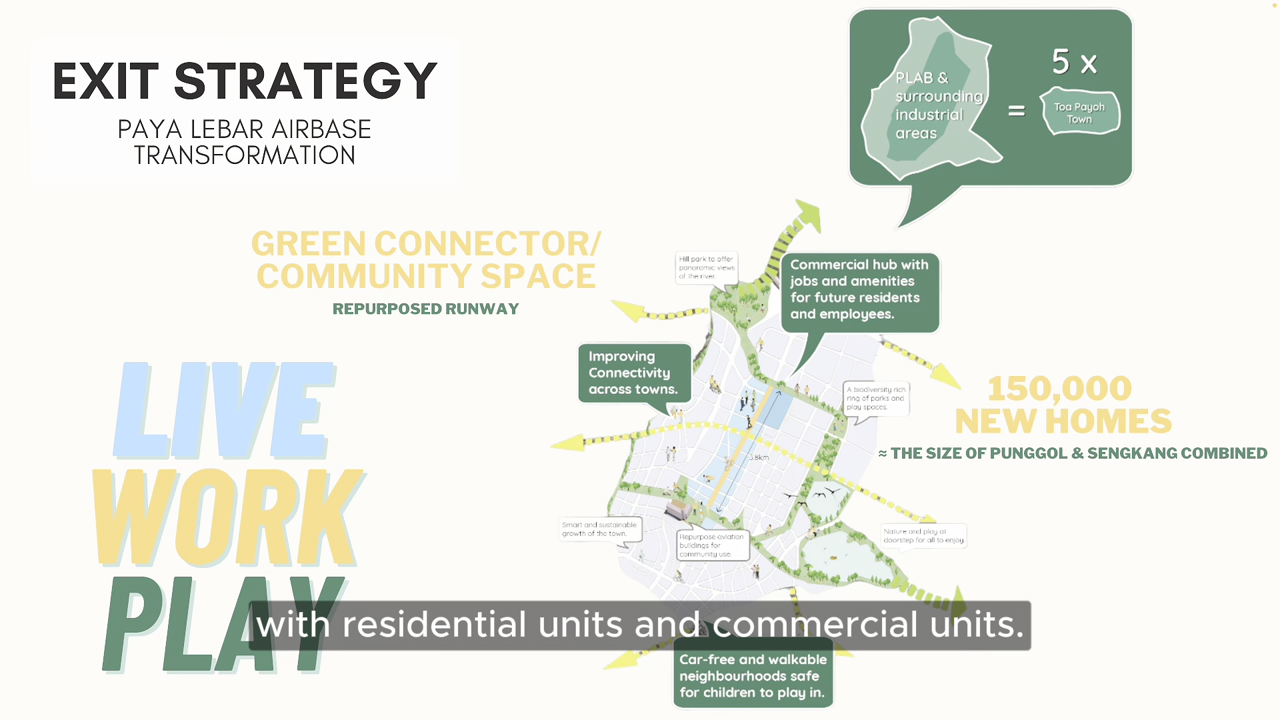 EXIT STRATEGY
PAYA LEBAR AIRBASE
TRANSFORMATION
PLAB &
surrounding
industrial
areas
=
5 x
Toa Payoh
Town
GREEN CONNECTOR/
COMMUNITY SPACE
REPURPOSED RUNWAY
Hill park to offer
panoramic views
of the river.
Commercial hub with
jobs and amenities
for future residents
and employees.
Improving
Connectivity
across towns.
A biodiversity rich
ring of parks and
play spaces.
150,000
NEW HOMES
≈ THE SIZE OF PUNGGOL & SENGKANG COMBINED
LIVE
WORK
PLAY
3.8km
Smart and sustainable
growth of the town.
Repurpose aviation
buildings for
community use.
Nature and play at
doorstep for all to enjoy.
with residential units and commercial units.
Car-free and walkable
neighbourhoods safe
for children to play in.